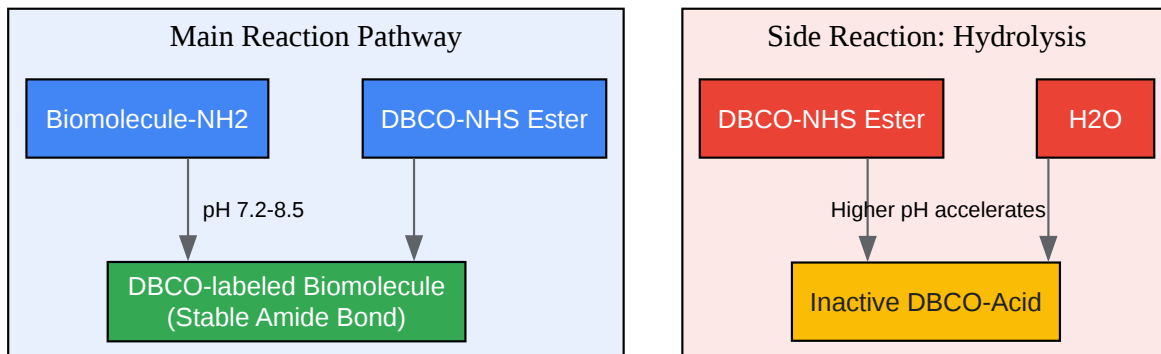 Main Reaction Pathway
Biomolecule-NH2
DBCO-NHS Ester
pH 7.2-8.5
DBCO-labeled Biomolecule
(Stable Amide Bond)
Side Reaction: Hydrolysis
DBCO-NHS Ester
H2O
Higher pH accelerates
Inactive DBCO-Acid